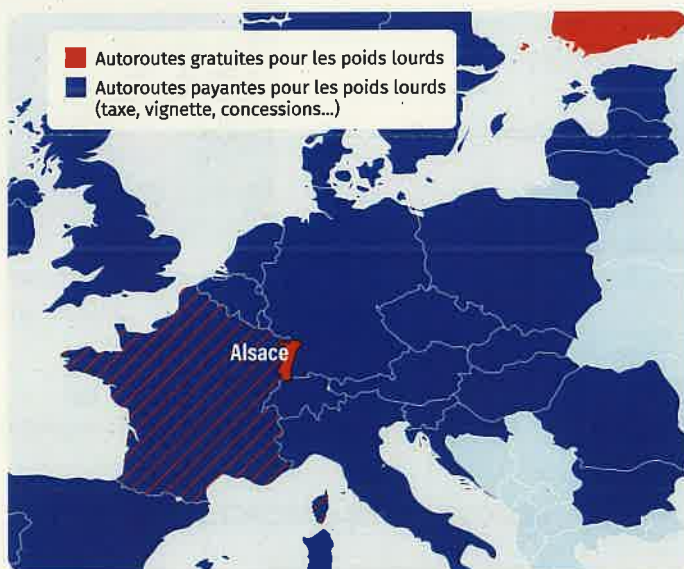 Autoroutes gratuites pour les poids lourds
Autoroutes payantes pour les poids lourds
(taxe, vignette, concessions...)
Alsace